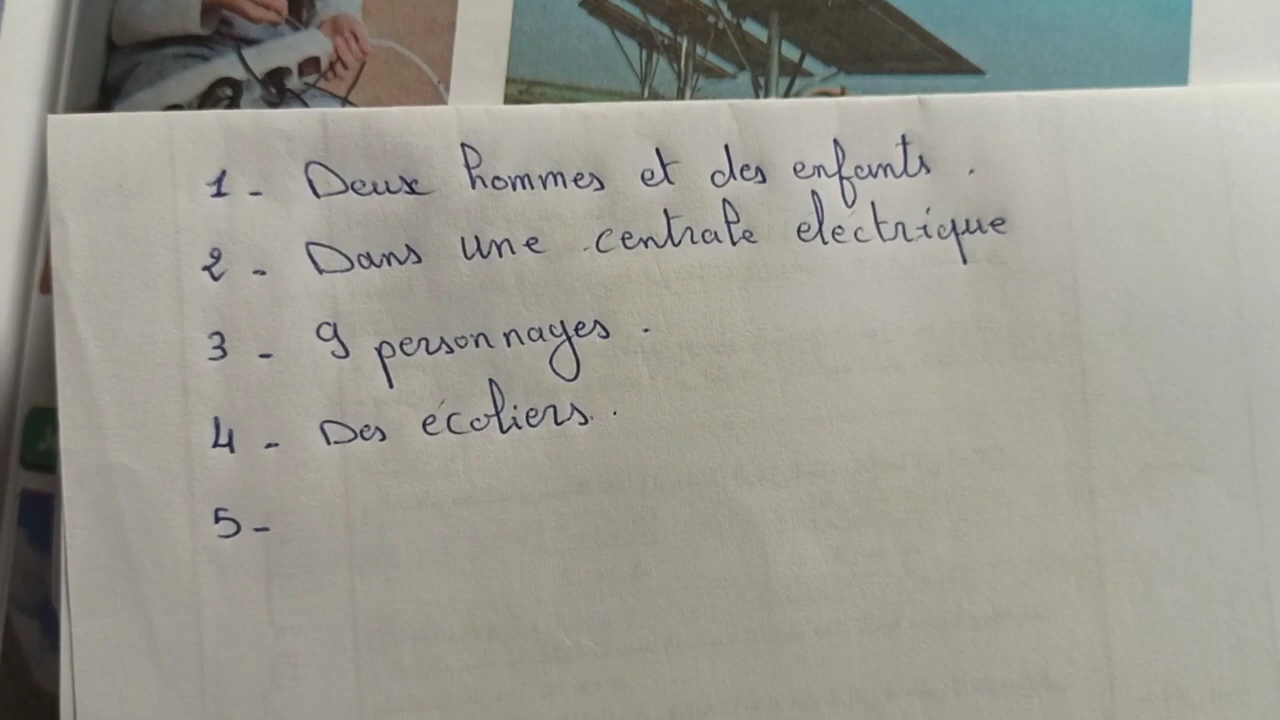 1 - Deux hommes et des enfants.
2 - Dans une centrale électrique
3 - 9 personnages.
4 - Des écoliers.
5 -